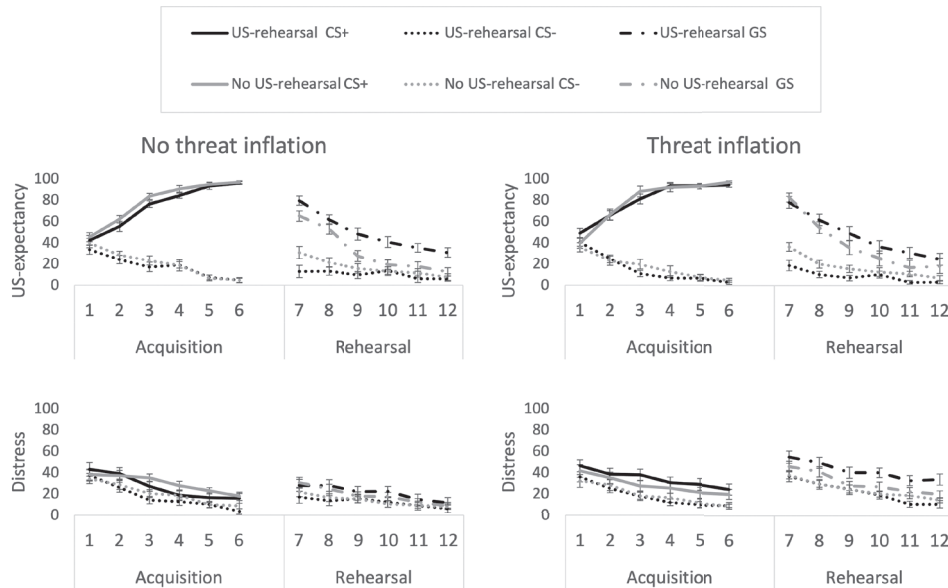 US-rehearsal CS+ US-rehearsal CS- US-rehearsal GS
No US-rehearsal CS+ No US-rehearsal CS- No US-rehearsal GS
No threat inflation
US-expectancy
100
80
60
40
20
0
1 2 3 4 5 6 7 8 9 10 11 12
Acquisition Rehearsal
Threat inflation
US-expectancy
100
80
60
40
20
0
1 2 3 4 5 6 7 8 9 10 11 12
Acquisition Rehearsal
Distress
100
80
60
40
20
0
1 2 3 4 5 6 7 8 9 10 11 12
Acquisition Rehearsal
Distress
100
80
60
40
20
0
1 2 3 4 5 6 7 8 9 10 11 12
Acquisition Rehearsal